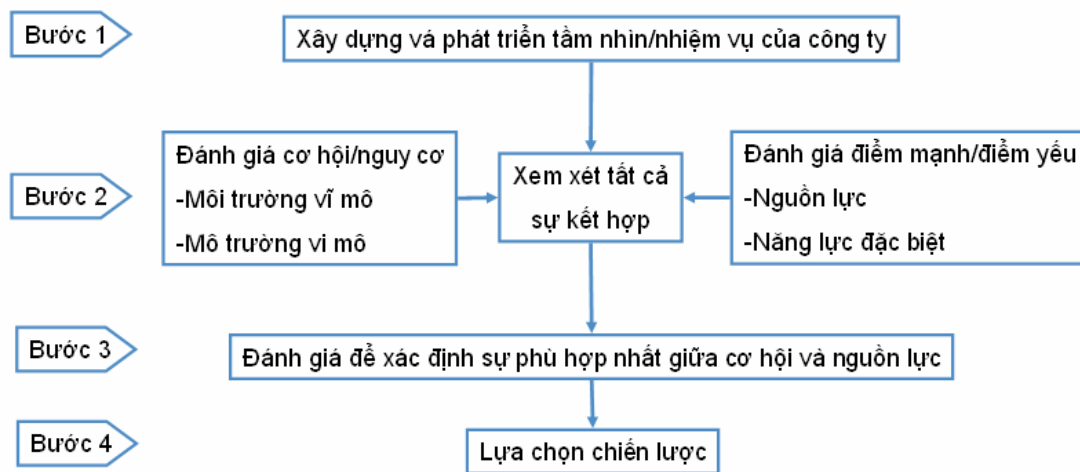 Bước 1
Xây dựng vá phát triển tầm nhìn/nhiệm vụ của công ty
Bước 2
Đánh giá cơ hội/nguy cơ
-Môi trường vĩ mô
-Mô trường vi mô
Xem xét tất cả
sự kết hợp
Đánh giá điểm mạnh/điểm yếu
-Nguồn lực
-Năng lực đặc biệt
Bước 3
Đánh giá để xác định sự phù hợp nhất giữa cơ hội và nguồn lực
Bước 4
Lựa chọn chiến lược